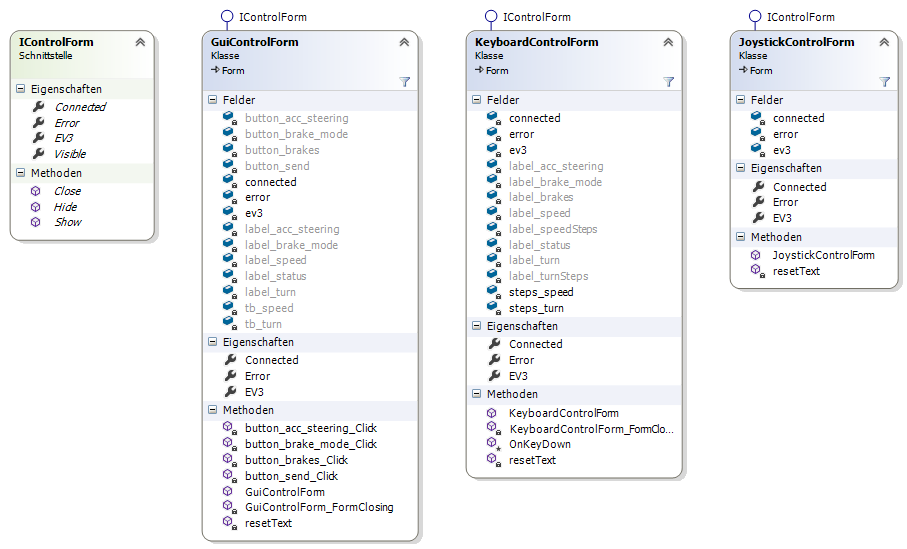 IControlForm
Schnittstelle
Eigenschaften
Connected
Error
EV3
Visible
Methoden
Close
Hide
Show
IControlForm
GuiControlForm
Klasse
Form
Felder
button_acc_steering
button_brake_mode
button_brakes
button_send
connected
error
ev3
label_acc_steering
label_brake_mode
label_speed
label_status
label_turn
tb_speed
tb_turn
Eigenschaften
Connected
Error
EV3
Methoden
button_acc_steering_Click
button_brake_mode_Click
button_brakes_Click
button_send_Click
GuiControlForm
GuiControlForm_FormClosing
resetText
IControlForm
KeyboardControlForm
Klasse
Form
Felder
connected
error
ev3
label_acc_steering
label_brake_mode
label_brakes
label_speed
label_speedSteps
label_status
label_turn
label_turnSteps
steps_speed
steps_turn
Eigenschaften
Connected
Error
EV3
Methoden
KeyboardControlForm
KeyboardControlForm_FormClo...
OnKeyDown
resetText
IControlForm
JoystickControlForm
Klasse
Form
Felder
connected
error
ev3
Eigenschaften
Connected
Error
EV3
Methoden
JoystickControlForm
resetText